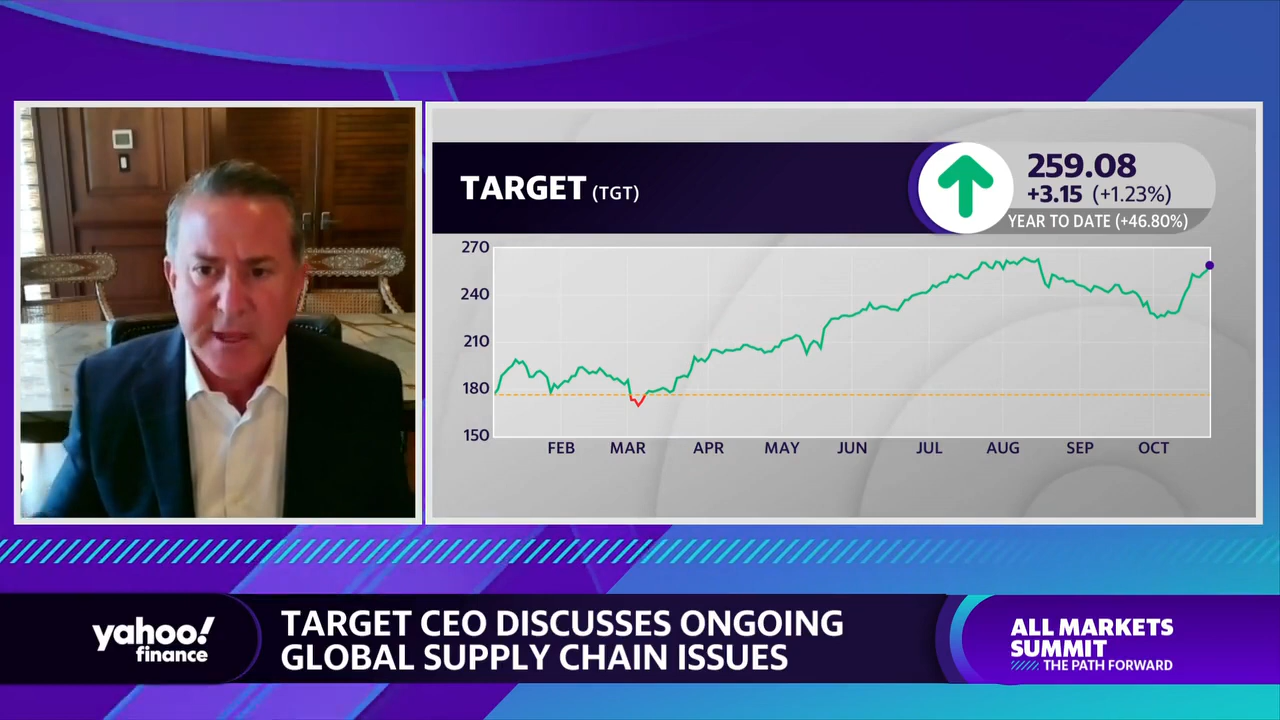 TARGET (TGT)
259.08
+3.15 (+1.23%)
YEAR TO DATE (+46.80%)
270
240
210
180
150
FEB MAR APR MAY JUN JUL AUG SEP OCT
yahoo!
finance
TARGET CEO DISCUSSES ONGOING
GLOBAL SUPPLY CHAIN ISSUES
ALL MARKETS
SUMMIT
THE PATH FORWARD